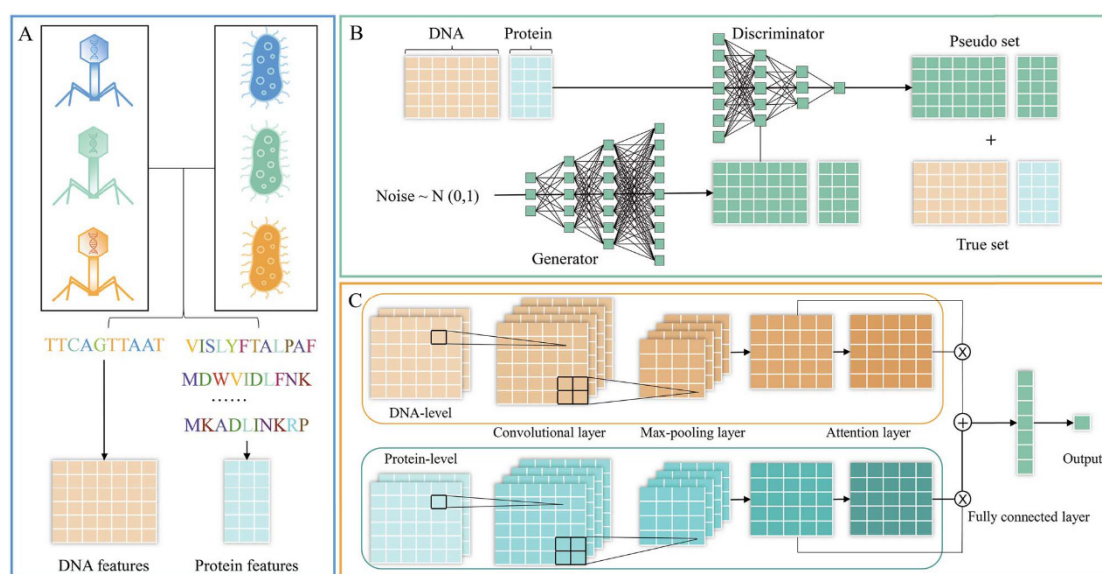 A
TTCAGTTAAT
VISLYFTALPAF
MDWVIDLFNK
......
MKADLINKRP
DNA features
Protein features
B
DNA
Protein
Discriminator
Pseudo set
+
Noise ~ N (0,1)
Generator
True set
C
DNA-level
Convolutional layer
Max-pooling layer
Attention layer
Protein-level
Output
Fully connected layer